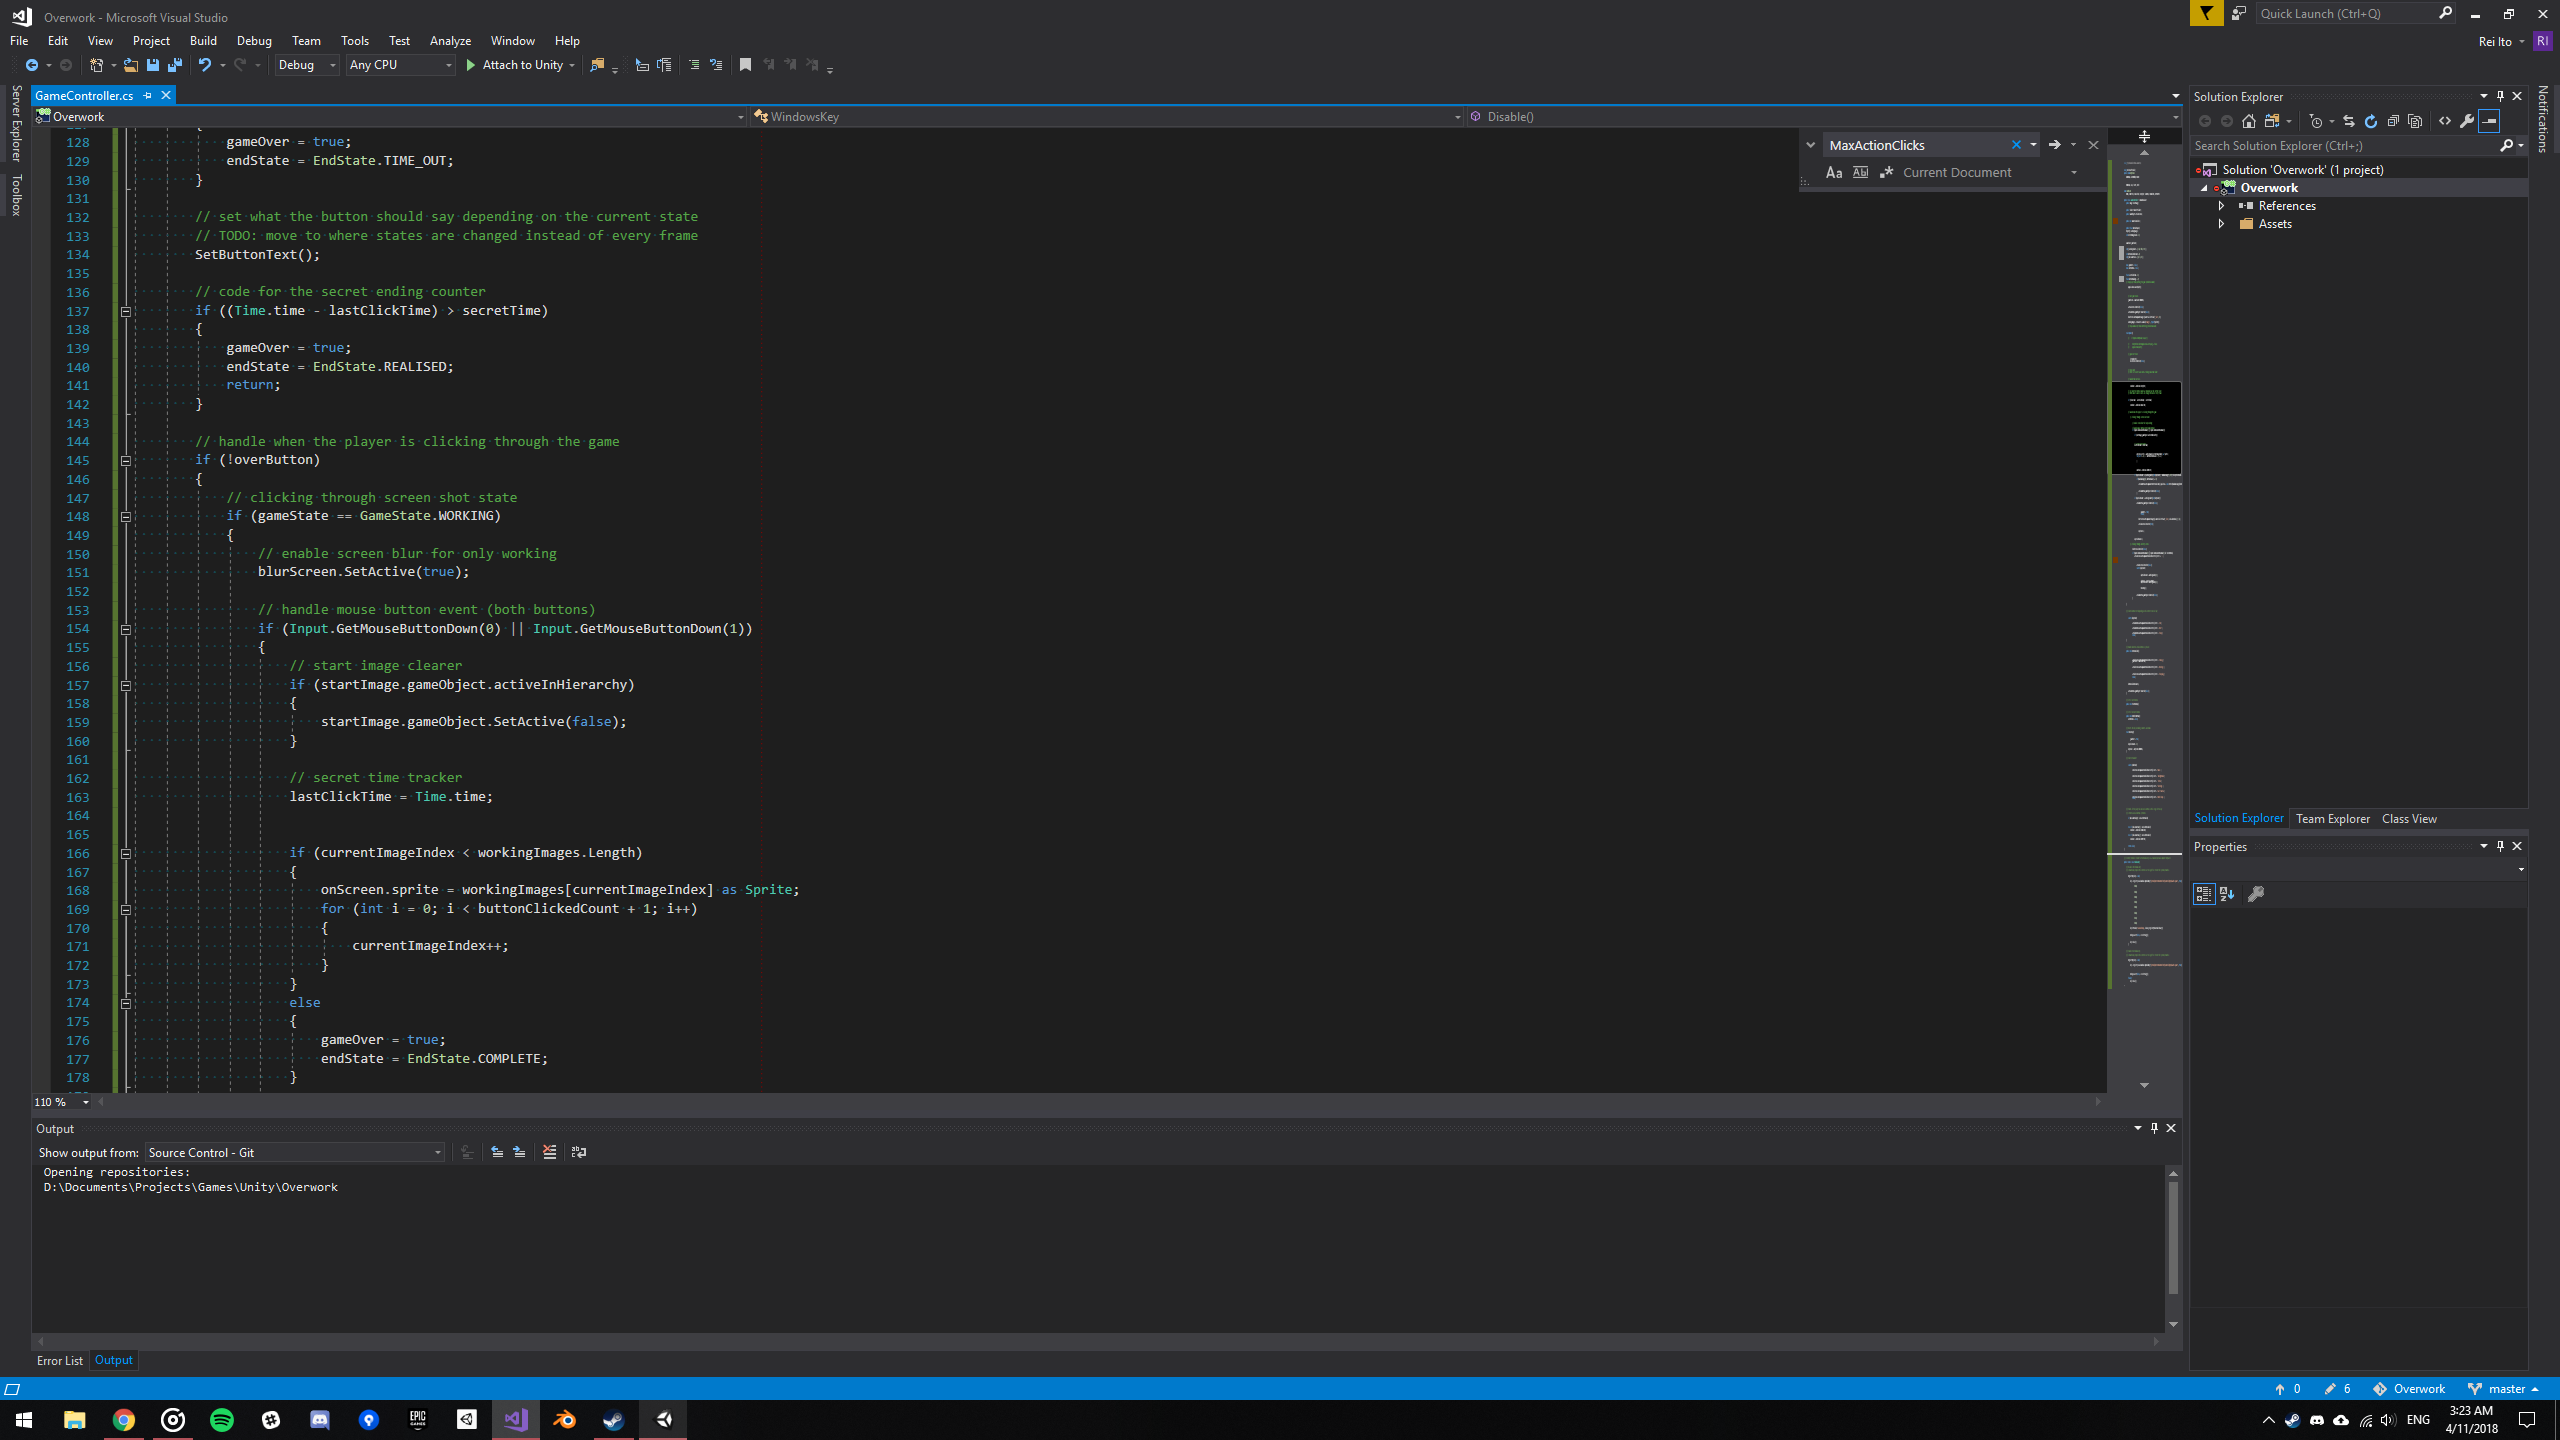 Overwork - Microsoft Visual Studio
Quick Launch (Ctrl+Q)
File Edit View Project Build Debug Team Tools Test Analyze Window Help
Rei Ito RI
Debug Any CPU Attach to Unity
Server Explorer
Toolbox
GameController.cs
Overwork WindowsKey Disable()
MaxActionClicks
Aa Ab Current Document
128 gameOver = true;
129 endState = EndState.TIME_OUT;
130 }
131
132 // set what the button should say depending on the current state
133 // TODO: move to where states are changed instead of every frame
134 SetButtonText();
135
136 // code for the secret ending counter
137 if ((Time.time - lastClickTime) > secretTime)
138 {
139 gameOver = true;
140 endState = EndState.REALISED;
141 return;
142 }
143
144 // handle when the player is clicking through the game
145 if (!overButton)
146 {
147 // clicking through screen shot state
148 if (gameState == GameState.WORKING)
149 {
150 // enable screen blur for only working
151 blurScreen.SetActive(true);
152
153 // handle mouse button event (both buttons)
154 if (Input.GetMouseButtonDown(0) || Input.GetMouseButtonDown(1))
155 {
156 // start image clearer
157 if (startImage.gameObject.activeInHierarchy)
158 {
159 startImage.gameObject.SetActive(false);
160 }
161
162 // secret time tracker
163 lastClickTime = Time.time;
164
165
166 if (currentImageIndex < workingImages.Length)
167 {
168 onScreen.sprite = workingImages[currentImageIndex] as Sprite;
169 for (int i = 0; i < buttonClickedCount + 1; i++)
170 {
171 currentImageIndex++;
172 }
173 }
174 else
175 {
176 gameOver = true;
177 endState = EndState.COMPLETE;
178 }
110 %
Output
Show output from: Source Control - Git
Opening repositories:
D:\Documents\Projects\Games\Unity\Overwork
Error List Output
Solution Explorer
Search Solution Explorer (Ctrl+;)
Solution 'Overwork' (1 project)
Overwork
References
Assets
Solution Explorer Team Explorer Class View
Properties
Notifications
0 6 Overwork master
EPIC GAMES
ENG
3:23 AM
4/11/2018